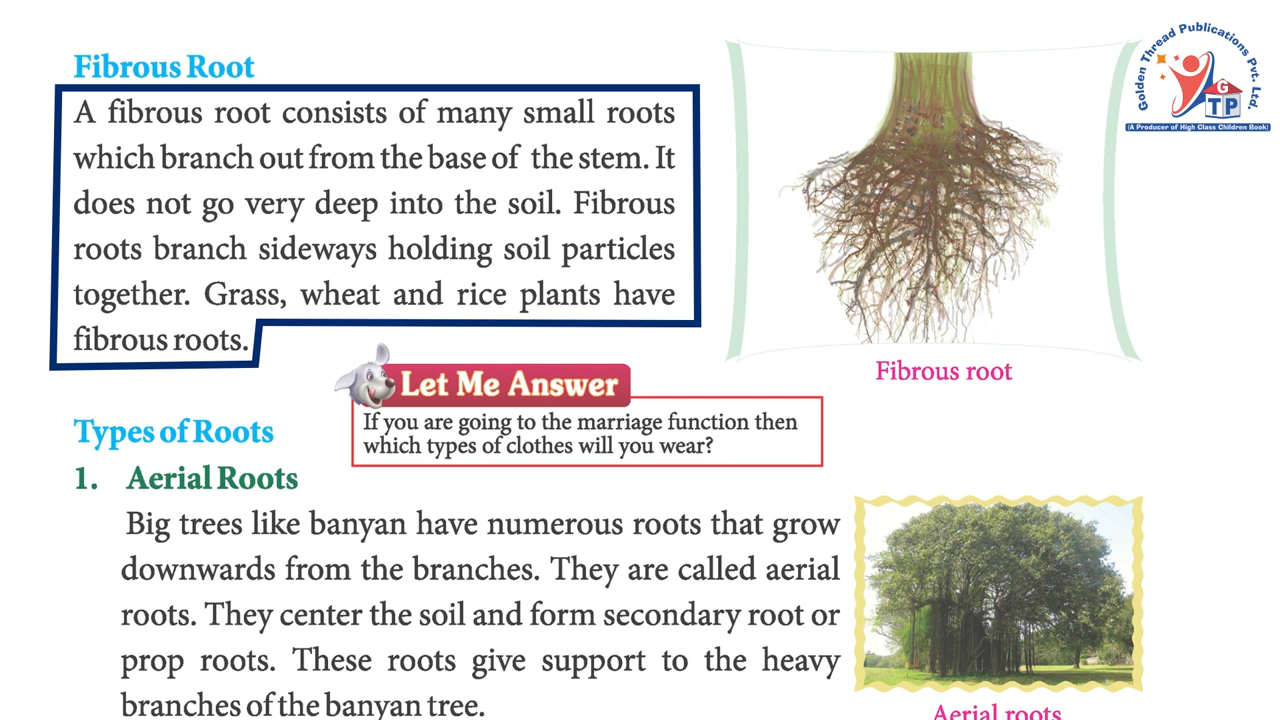 Fibrous Root
A fibrous root consists of many small roots
which branch out from the base of the stem. It
does not go very deep into the soil. Fibrous
roots branch sideways holding soil particles
together. Grass, wheat and rice plants have
fibrous roots.
Fibrous root
Golden Thread Publications Pvt. Ltd.
G
TP
(A Producer of High Class Children Book)
Let Me Answer
If you are going to the marriage function then
which types of clothes will you wear?
Types of Roots
1. Aerial Roots
Big trees like banyan have numerous roots that grow
downwards from the branches. They are called aerial
roots. They center the soil and form secondary root or
prop roots. These roots give support to the heavy
branches of the banyan tree.
Aerial roots